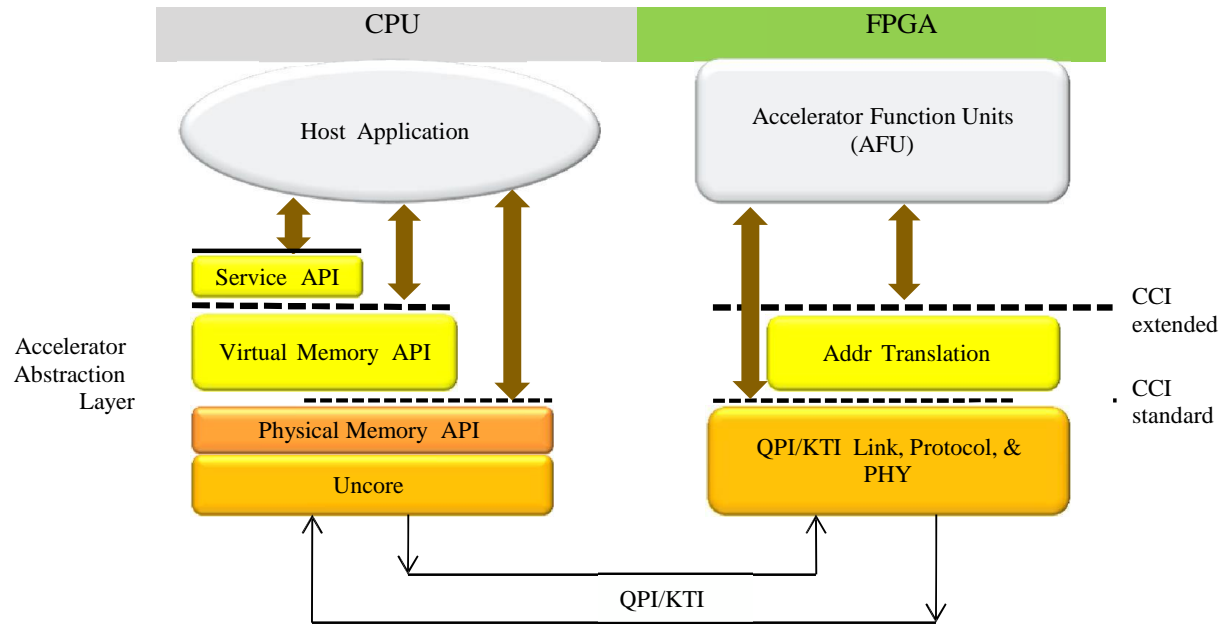 CPU
FPGA
Host Application
Accelerator Function Units
(AFU)
Service API
Virtual Memory API
Accelerator
Abstraction
Layer
Physical Memory API
Uncore
CCI
extended
Addr Translation
CCI
standard
QPI/KTI Link, Protocol, &
PHY
QPI/KTI